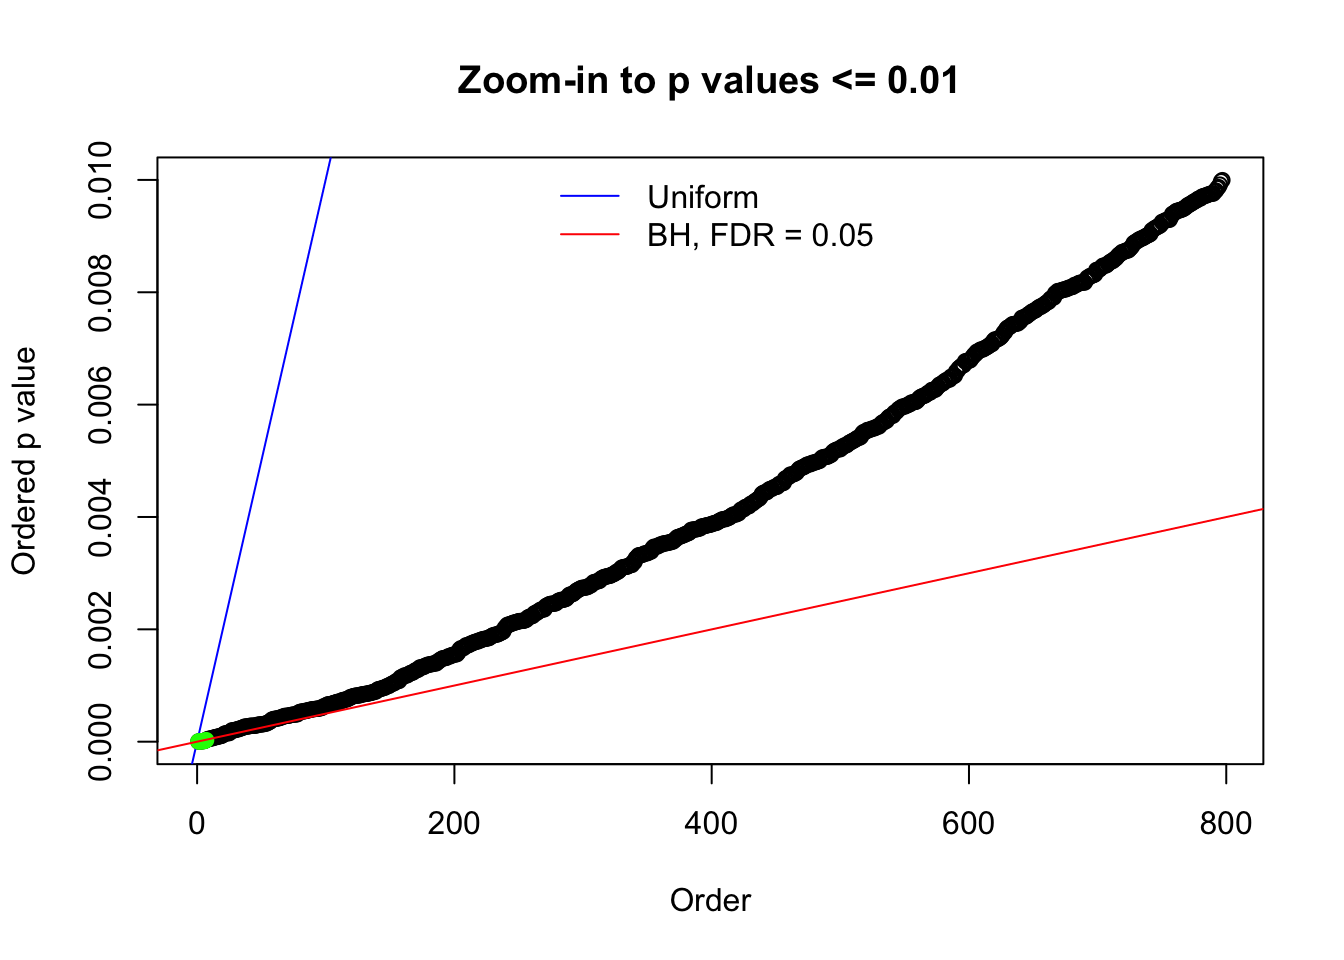 Zoom-in to p values <= 0.01
Uniform
BH, FDR = 0.05
Ordered p value
0.010
0.008
0.006
0.004
0.002
0.000
0 200 400 600 800
Order